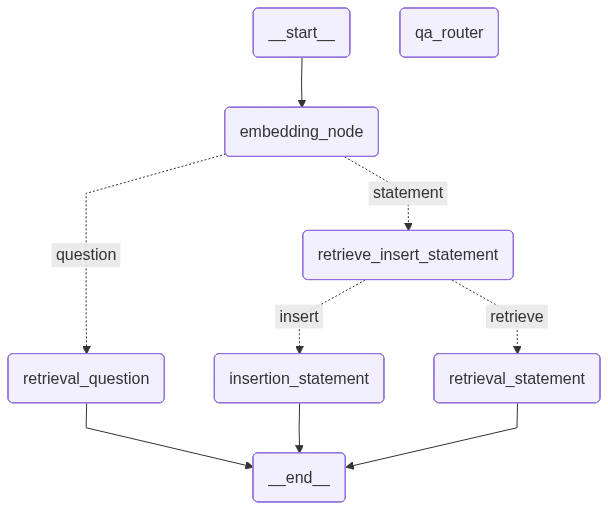 __start__
qa_router
embedding_node
statement
question
retrieve_insert_statement
insert
retrieve
retrieval_question
insertion_statement
retrieval_statement
__end__